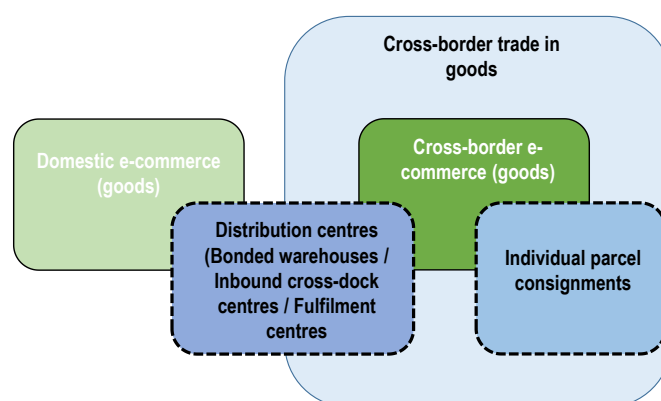 Cross-border trade in
goods
Domestic e-commerce
(goods)
Cross-border e-
commerce (goods)
Distribution centres
(Bonded warehouses /
Inbound cross-dock
centres / Fulfilment
centres
Individual parcel
consignments